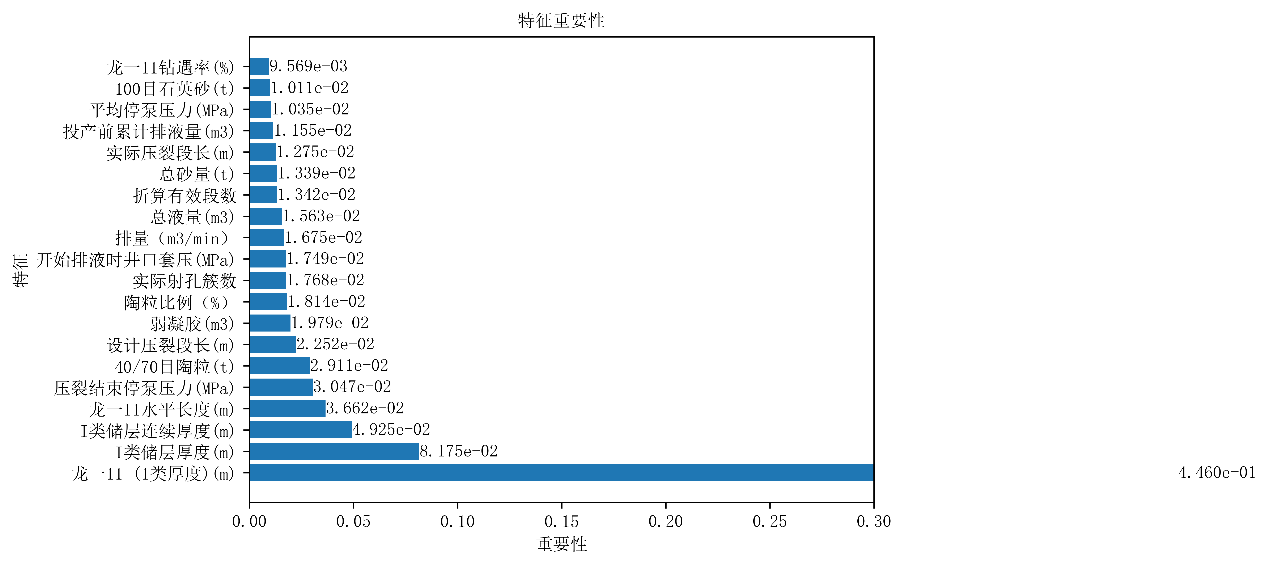 特征重要性
龙一11钻遇率(%)
9.569e-03
100目石英砂(t)
1.011e-02
平均停泵压力(MPa)
1.035e-02
投产前累计排液量(m3)
1.155e-02
实际压裂段长(m)
1.275e-02
总砂量(t)
1.339e-02
折算有效段数
1.342e-02
总液量(m3)
1.563e-02
排量（m3/min）
1.675e-02
开始排液时井口套压(MPa)
1.749e-02
实际射孔簇数
1.768e-02
陶粒比例（%）
1.814e-02
弱凝胶(m3)
1.979e-02
设计压裂段长(m)
2.252e-02
40/70目陶粒(t)
2.911e-02
压裂结束停泵压力(MPa)
3.047e-02
龙一11水平长度(m)
3.662e-02
I类储层连续厚度(m)
4.925e-02
I类储层厚度(m)
8.175e-02
龙一11 (I类厚度)(m)
4.460e-01
特征
0.00 0.05 0.10 0.15 0.20 0.25 0.30
重要性